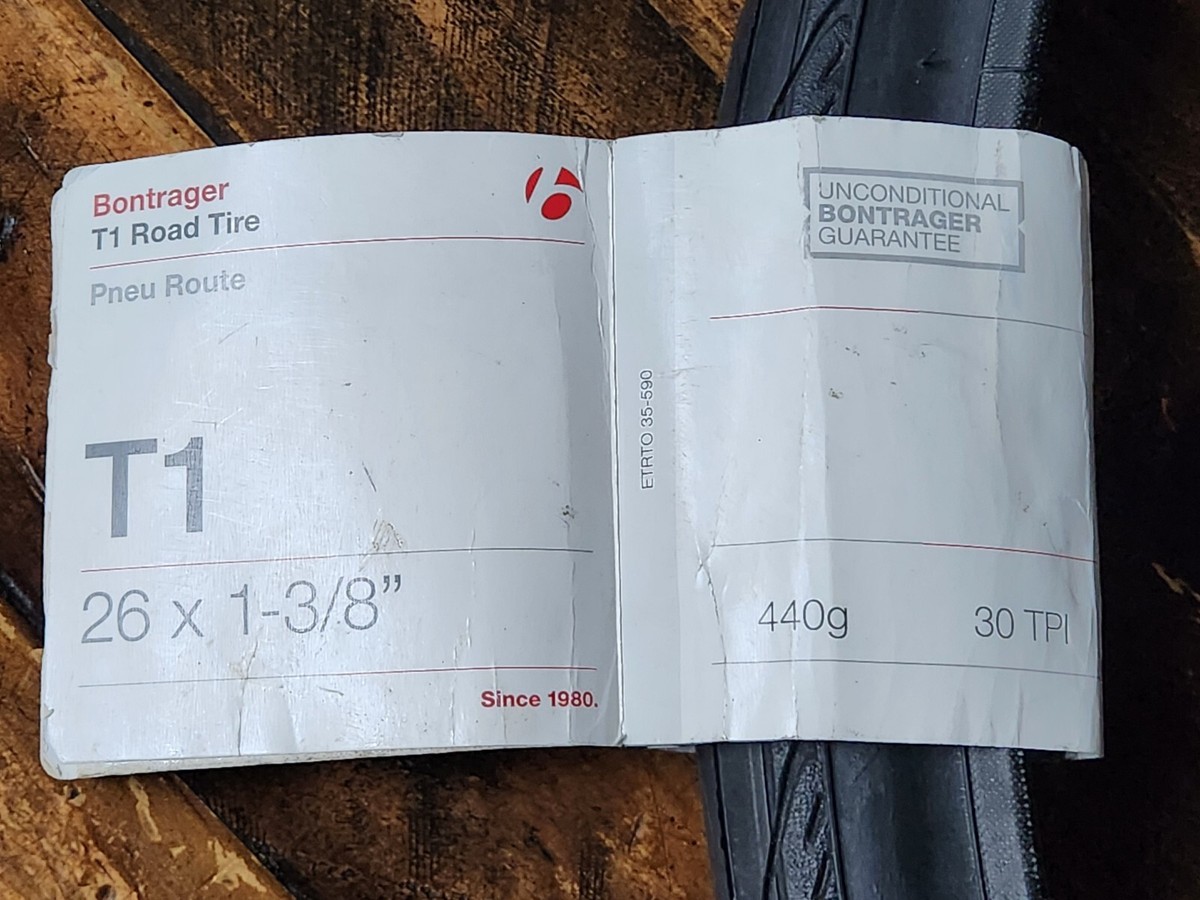 Bontrager
T1 Road Tire
Pneu Route
T1
26 x 1-3/8”
Since 1980.
ETRTO 35-590
UNCONDITIONAL
BONTRAGER
GUARANTEE
440g
30 TPI